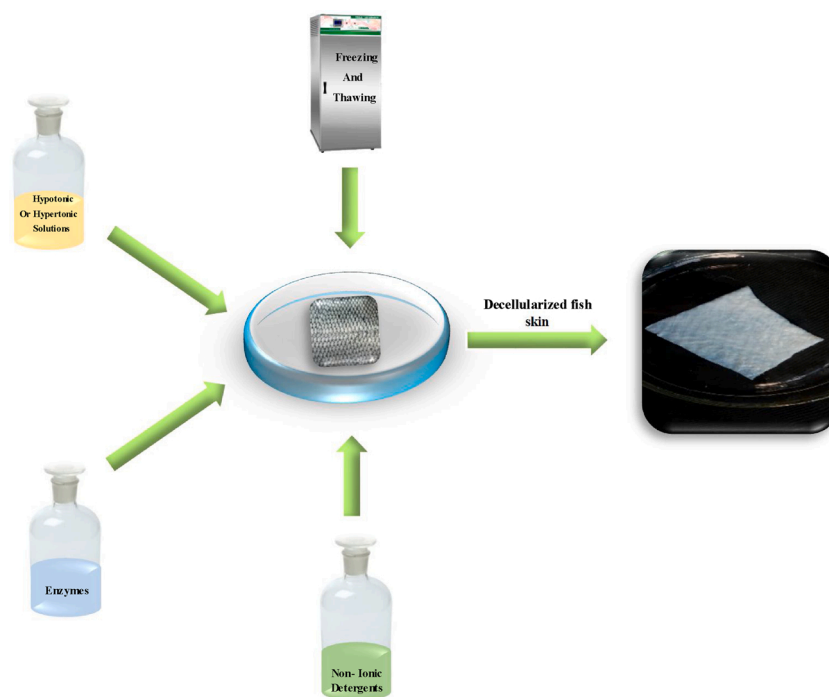 Freezing
And
Thawing
Hypotonic
Or Hypertonic
Solutions
Decellularized fish
skin
Enzymes
Non- Ionic
Detergents